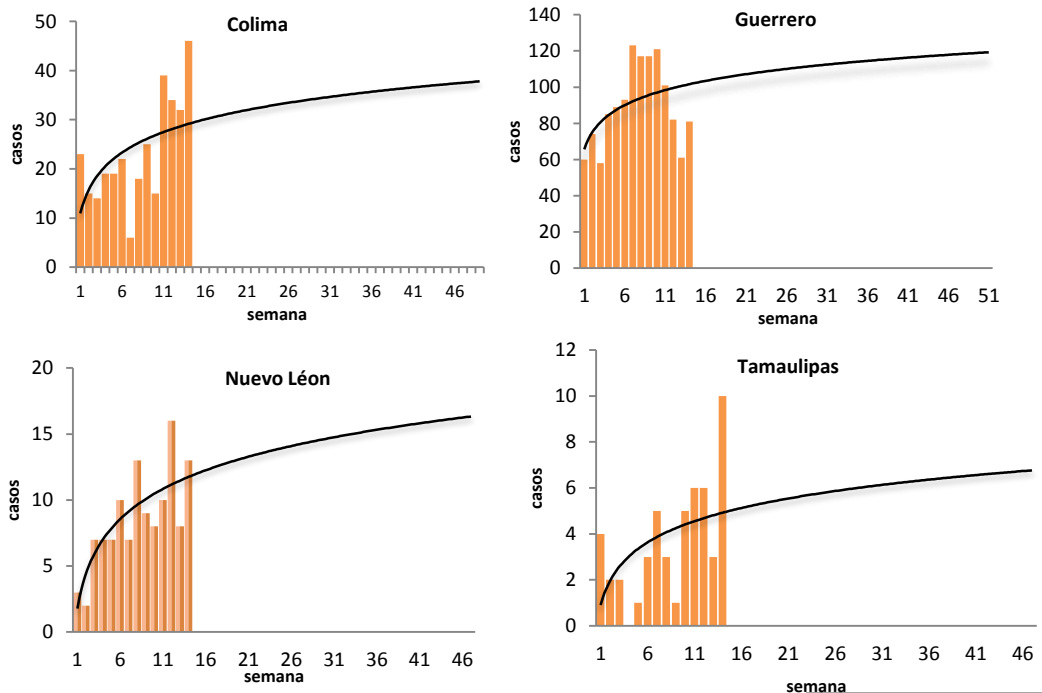 Colima
50
40
30
20
10
0
casos
1 6 11 16 21 26 31 36 41 46
semana
Guerrero
140
120
100
80
60
40
20
0
casos
1 6 11 16 21 26 31 36 41 46 51
semana
Nuevo Léon
20
15
10
5
0
casos
1 6 11 16 21 26 31 36 41 46
semana
Tamaulipas
12
10
8
6
4
2
0
casos
1 6 11 16 21 26 31 36 41 46
semana